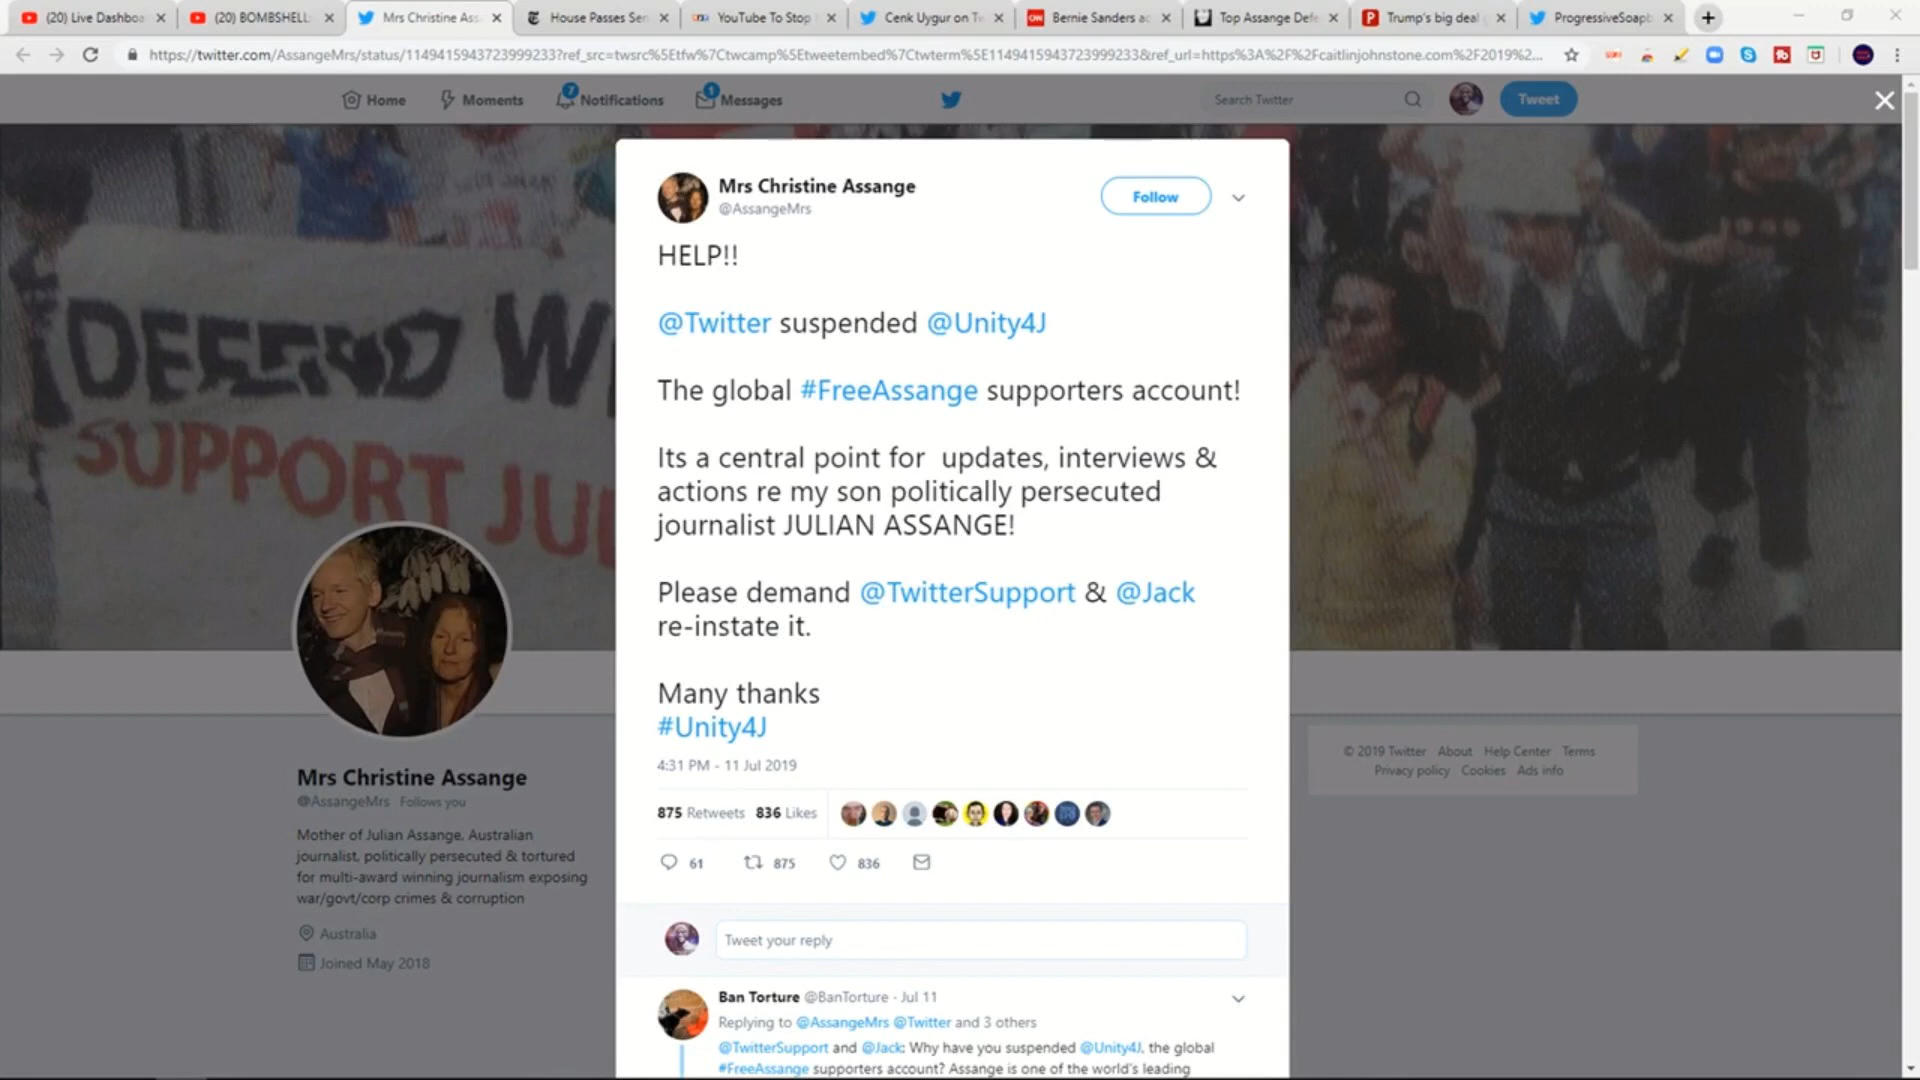 (20) Live Dashboa
(20) BOMBSHELL:
Mrs Christine Ass
House Passes Sen
YouTube To Stop
Cenk Uygur on Tw
Bernie Sanders ac
Top Assange Defe
Trump's big deal
ProgressiveSoapb
https://twitter.com/AssangeMrs/status/1149415943723999233?ref_src=twsrc%5Etfw%7Ctwcamp%5Etweetembed%7Ctwterm%5E1149415943723999233&ref_url=https%3A%2F%2Fcaitlinjohnstone.com%2F2019%2...
Home
Moments
7
Notifications
1
Messages
Search Twitter
Tweet
DEFEND W
SUPPORT JUL
Mrs Christine Assange
@AssangeMrs
Follow
HELP!!
@Twitter suspended @Unity4J
The global #FreeAssange supporters account!
Its a central point for updates, interviews &
actions re my son politically persecuted
journalist JULIAN ASSANGE!
Please demand @TwitterSupport & @Jack
re-instate it.
Many thanks
#Unity4J
4:31 PM - 11 Jul 2019
875 Retweets 836 Likes
61 875 836
Tweet your reply
Ban Torture @BanTorture · Jul 11
Replying to @AssangeMrs @Twitter and 3 others
@TwitterSupport and @Jack: Why have you suspended @Unity4J, the global
#FreeAssange supporters account? Assange is one of the world's leading
Mrs Christine Assange
@AssangeMrs Follows you
Mother of Julian Assange, Australian
journalist, politically persecuted & tortured
for multi-award winning journalism exposing
war/govt/corp crimes & corruption
Australia
Joined May 2018
© 2019 Twitter About Help Center Terms
Privacy policy Cookies Ads info